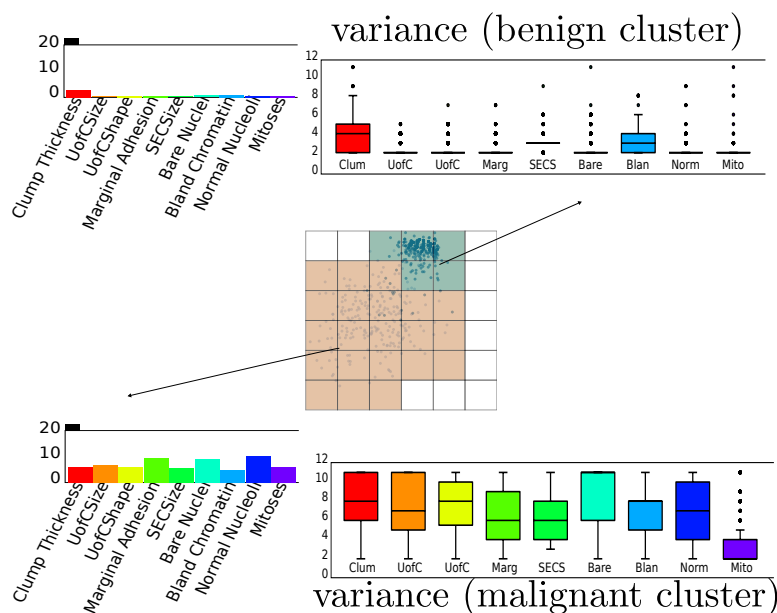 variance (benign cluster)
20
10
0
Clump Thickness
UofCSize
UofCShape
Marginal Adhesion
SECSize
Bare Nuclei
Bland Chromatin
Normal Nucleoli
Mitoses
12
10
8
6
4
2
0
Clum UofC UofC Marg SECS Bare Blan Norm Mito
20
10
0
Clump Thickness
UofCSize
UofCShape
Marginal Adhesion
SECSize
Bare Nuclei
Bland Chromatin
Normal Nucleoli
Mitoses
12
10
8
6
4
2
0
Clum UofC UofC Marg SECS Bare Blan Norm Mito
variance (malignant cluster)